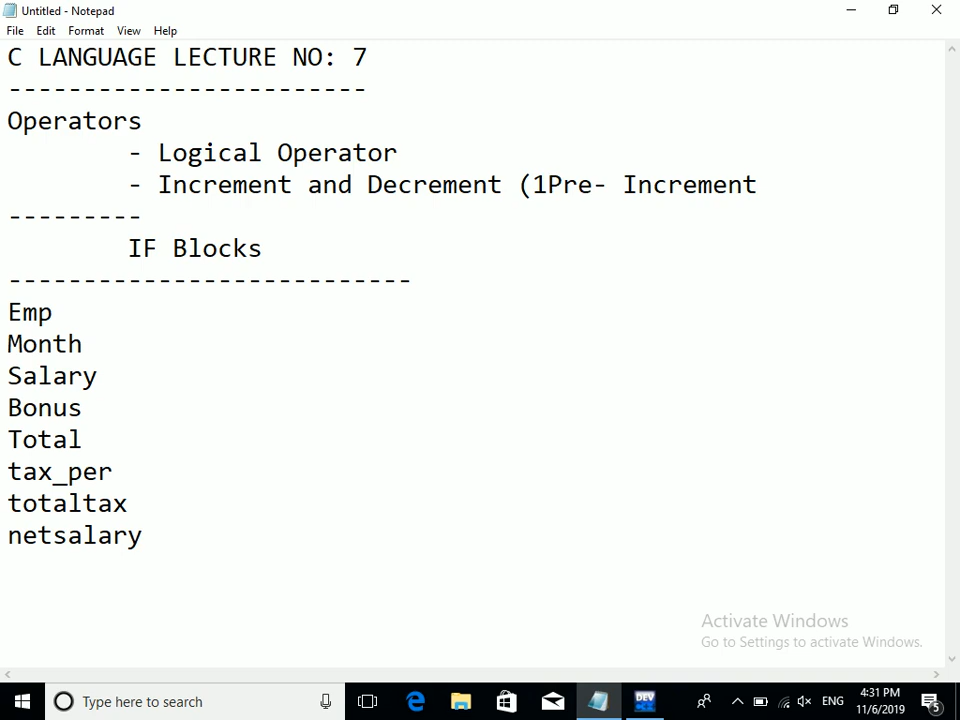 Untitled - Notepad
File Edit Format View Help
C LANGUAGE LECTURE NO: 7
------------------------
Operators
- Logical Operator
- Increment and Decrement (1Pre- Increment
---------
IF Blocks
---------------------------
Emp
Month
Salary
Bonus
Total
tax_per
totaltax
netsalary
Activate Windows
Go to Settings to activate Windows.
Type here to search
DEV
ENG
4:31 PM
11/6/2019
5